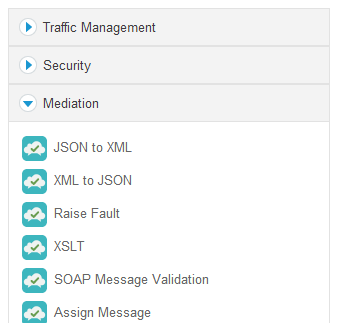 Traffic Management
Security
Mediation
JSON to XML
XML to JSON
Raise Fault
XSLT
SOAP Message Validation
Assign Message